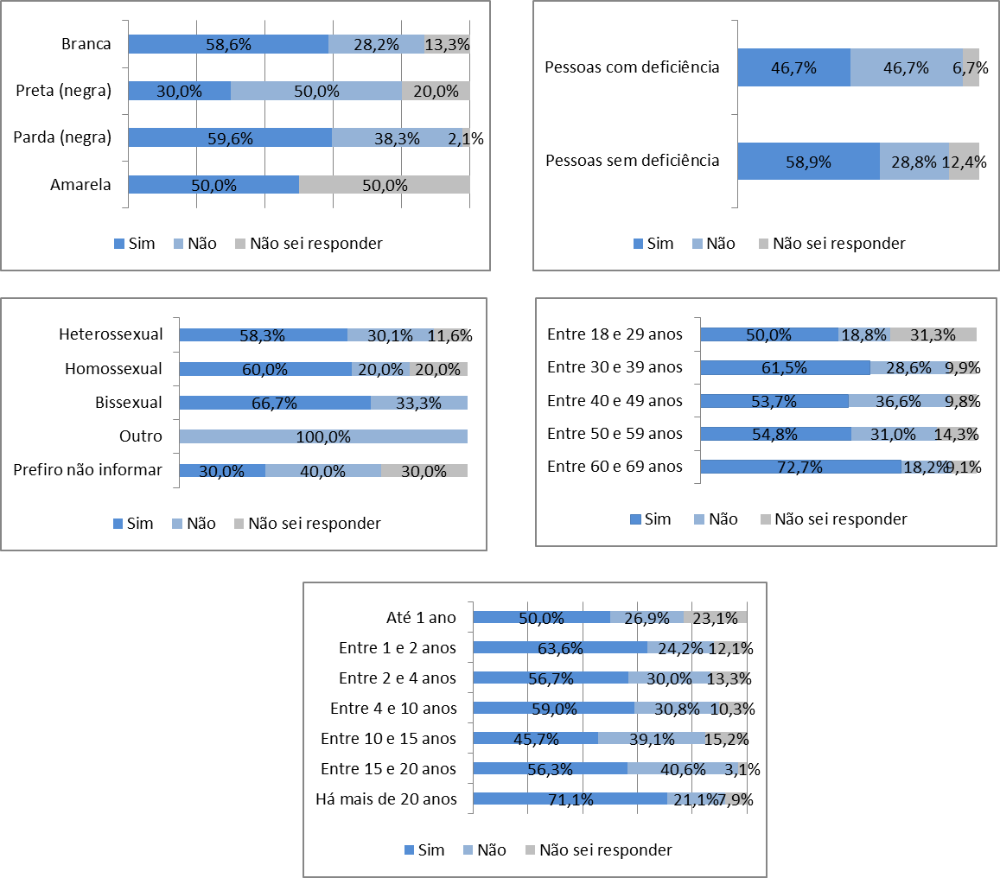 Branca 58,6% 28,2% 13,3%
Preta (negra) 30,0% 50,0% 20,0%
Parda (negra) 59,6% 38,3% 2,1%
Amarela 50,0% 50,0%
Sim Não Não sei responder
Pessoas com deficiência 46,7% 46,7% 6,7%
Pessoas sem deficiência 58,9% 28,8% 12,4%
Sim Não Não sei responder
Heterossexual 58,3% 30,1% 11,6%
Homossexual 60,0% 20,0% 20,0%
Bissexual 66,7% 33,3%
Outro 100,0%
Prefiro não informar 30,0% 40,0% 30,0%
Sim Não Não sei responder
Entre 18 e 29 anos 50,0% 18,8% 31,3%
Entre 30 e 39 anos 61,5% 28,6% 9,9%
Entre 40 e 49 anos 53,7% 36,6% 9,8%
Entre 50 e 59 anos 54,8% 31,0% 14,3%
Entre 60 e 69 anos 72,7% 18,2% 9,1%
Sim Não Não sei responder
Até 1 ano 50,0% 26,9% 23,1%
Entre 1 e 2 anos 63,6% 24,2% 12,1%
Entre 2 e 4 anos 56,7% 30,0% 13,3%
Entre 4 e 10 anos 59,0% 30,8% 10,3%
Entre 10 e 15 anos 45,7% 39,1% 15,2%
Entre 15 e 20 anos 56,3% 40,6% 3,1%
Há mais de 20 anos 71,1% 21,1% 7,9%
Sim Não Não sei responder